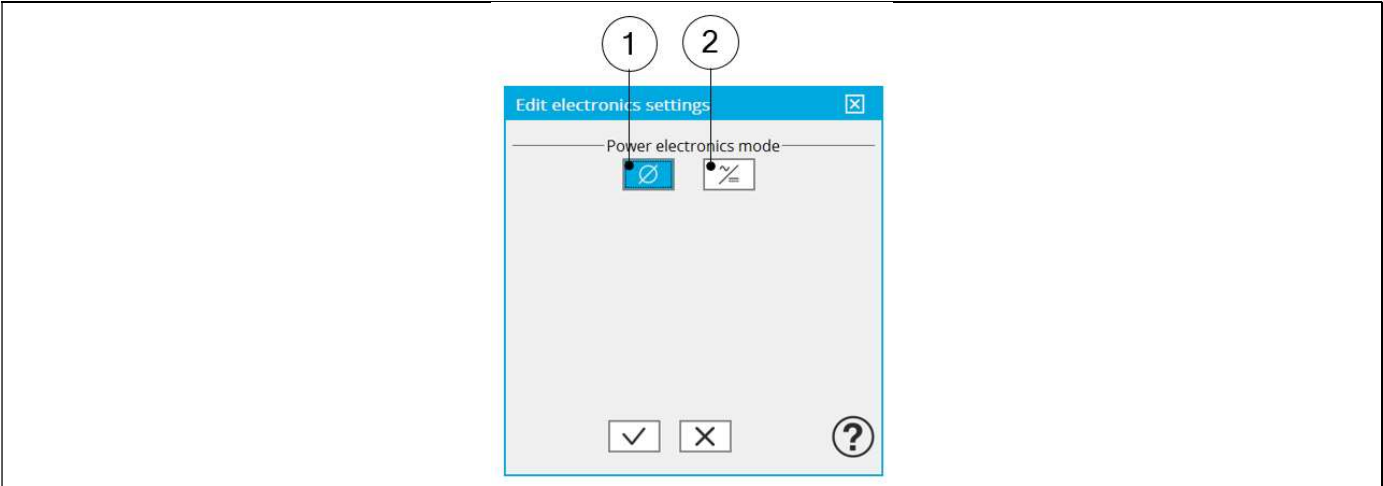 1 2
Edit electronics settings
Power electronics mode
Ø ~/=
?